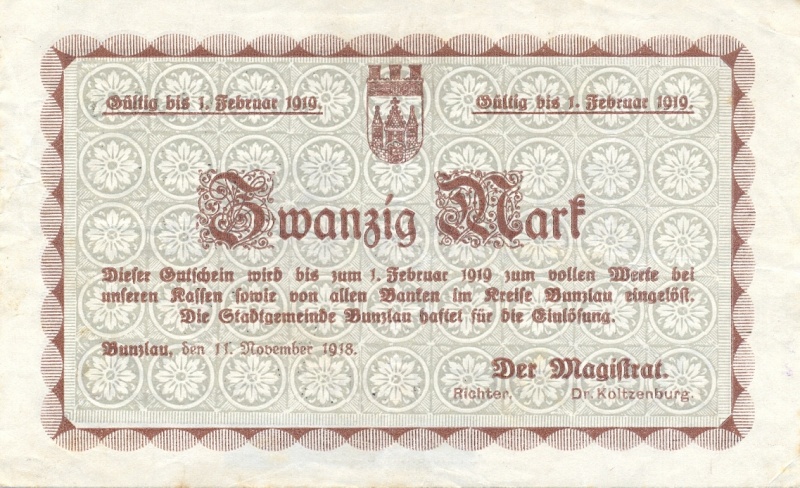 Gültig bis 1. Februar 1919.
Gültig bis 1. Februar 1919.
Zwanzig Mark
Dieser Gutschein wird bis zum 1. Februar 1919 zum vollen Werte bei
unseren Kassen sowie von allen Banken im Kreise Bunzlau eingelöst.
Die Stadtgemeinde Bunzlau haftet für die Einlösung.
Bunzlau, den 11. November 1918.
Der Magistrat.
Richter. Dr. Koltzenburg.